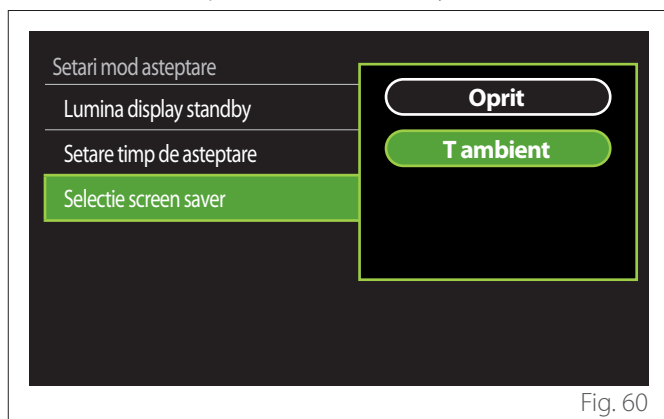 Setari mod asteptare
Lumina display standby
Setare timp de asteptare
Selectie screen saver
Oprit
T ambient
Fig. 60